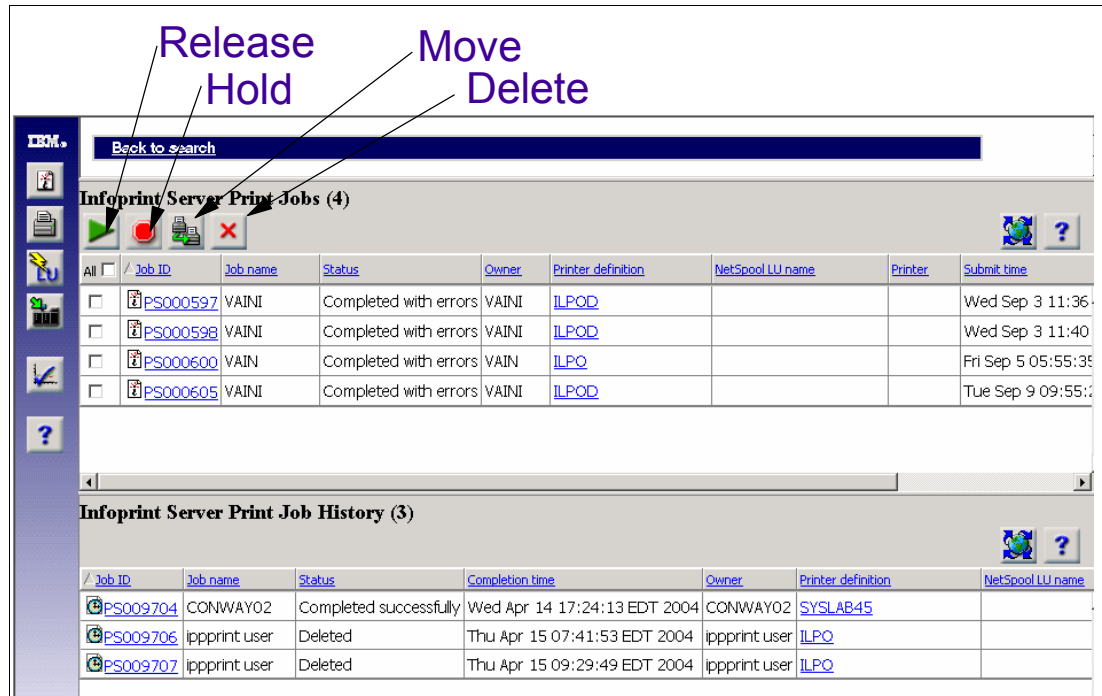 Release
Move
Hold
Delete
IBM
Back to search
Infoprint Server Print Jobs (4)
All Job ID Job name Status Owner Printer definition NetSpool LU name Printer Submit time
PS000597 VAINI Completed with errors VAINI ILPOD Wed Sep 3 11:36
PS000598 VAINI Completed with errors VAINI ILPOD Wed Sep 3 11:40
PS000600 VAIN Completed with errors VAIN ILPO Fri Sep 5 05:55:35
PS000605 VAINI Completed with errors VAINI ILPOD Tue Sep 9 09:55:
LU
Infoprint Server Print Job History (3)
Job ID Job name Status Completion time Owner Printer definition NetSpool LU name
PS009704 CONWAY02 Completed successfully Wed Apr 14 17:24:13 EDT 2004 CONWAY02 SYSLAB45
PS009706 ippprint user Deleted Thu Apr 15 07:41:53 EDT 2004 ippprint user ILPO
PS009707 ippprint user Deleted Thu Apr 15 09:29:49 EDT 2004 ippprint user ILPO